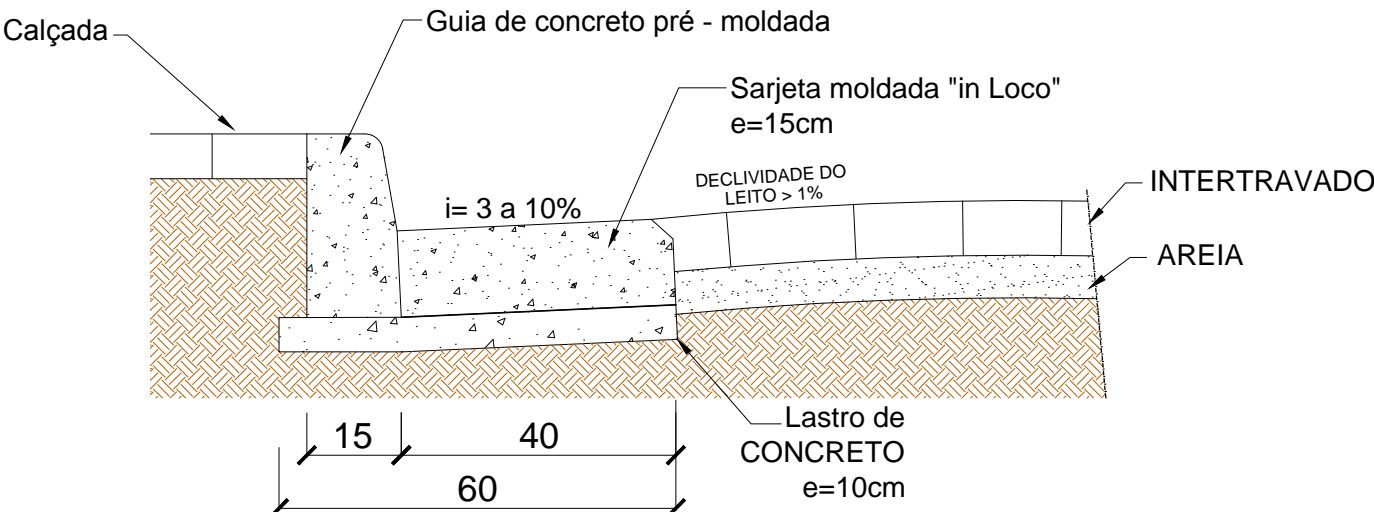 Calçada
Guia de concreto pré - moldada
Sarjeta moldada "in Loco"
e=15cm
DECLIVIDADE DO
LEITO > 1%
INTERTRAVADO
i= 3 a 10%
AREIA
Lastro de
CONCRETO
e=10cm
15
40
60